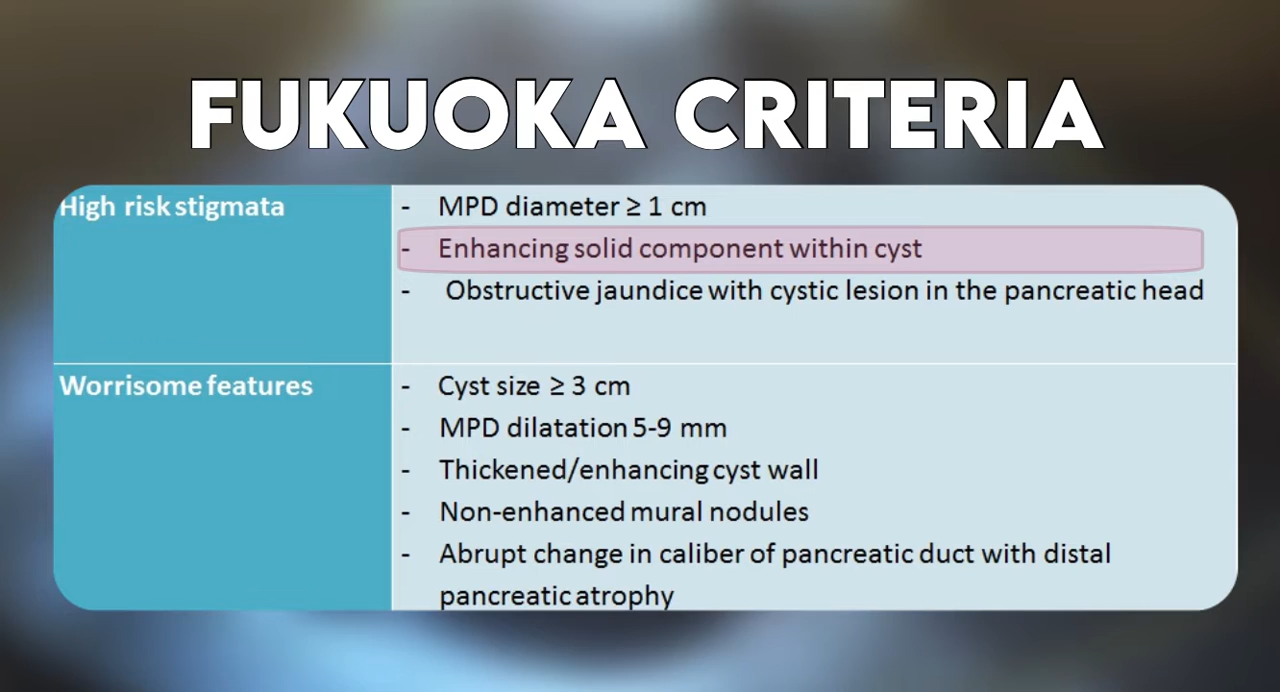 FUKUOKA CRITERIA
High risk stigmata
- MPD diameter ≥ 1 cm
- Enhancing solid component within cyst
- Obstructive jaundice with cystic lesion in the pancreatic head
Worrisome features
- Cyst size ≥ 3 cm
- MPD dilatation 5-9 mm
- Thickened/enhancing cyst wall
- Non-enhanced mural nodules
- Abrupt change in caliber of pancreatic duct with distal
pancreatic atrophy